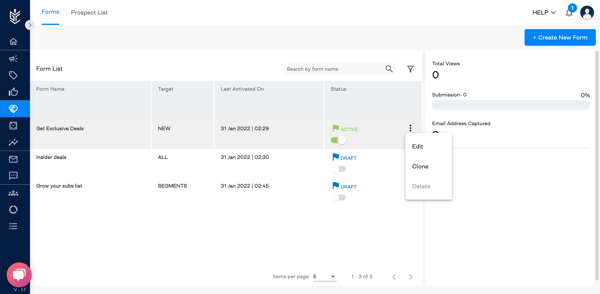 Forms
Prospect List
HELP
1
+ Create New Form
Form List
Search by form name
Form Name
Target
Last Activated On
Status
Get Exclusive Deals
NEW
31 Jan 2022 | 02:29
ACTIVE
Insider deals
ALL
31 Jan 2022 | 02:30
DRAFT
Grow your subs list
SEGMENTS
31 Jan 2022 | 02:45
DRAFT
Edit
Clone
Delete
Total Views
0
Submission- 0
0%
Email Address Captured
Items per page:
5
1 - 3 of 3
V - 1.7